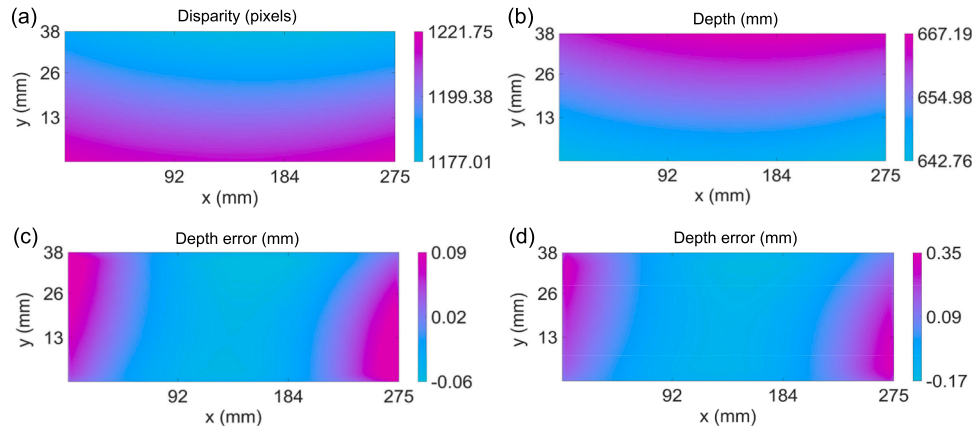 (a) Disparity (pixels)
38
26
13
y (mm)
92 184 275
x (mm)
1221.75
1199.38
1177.01
(b) Depth (mm)
38
26
13
y (mm)
92 184 275
x (mm)
667.19
654.98
642.76
(c) Depth error (mm)
38
26
13
y (mm)
92 184 275
x (mm)
0.09
0.02
-0.06
(d) Depth error (mm)
38
26
13
y (mm)
92 184 275
x (mm)
0.35
0.09
-0.17